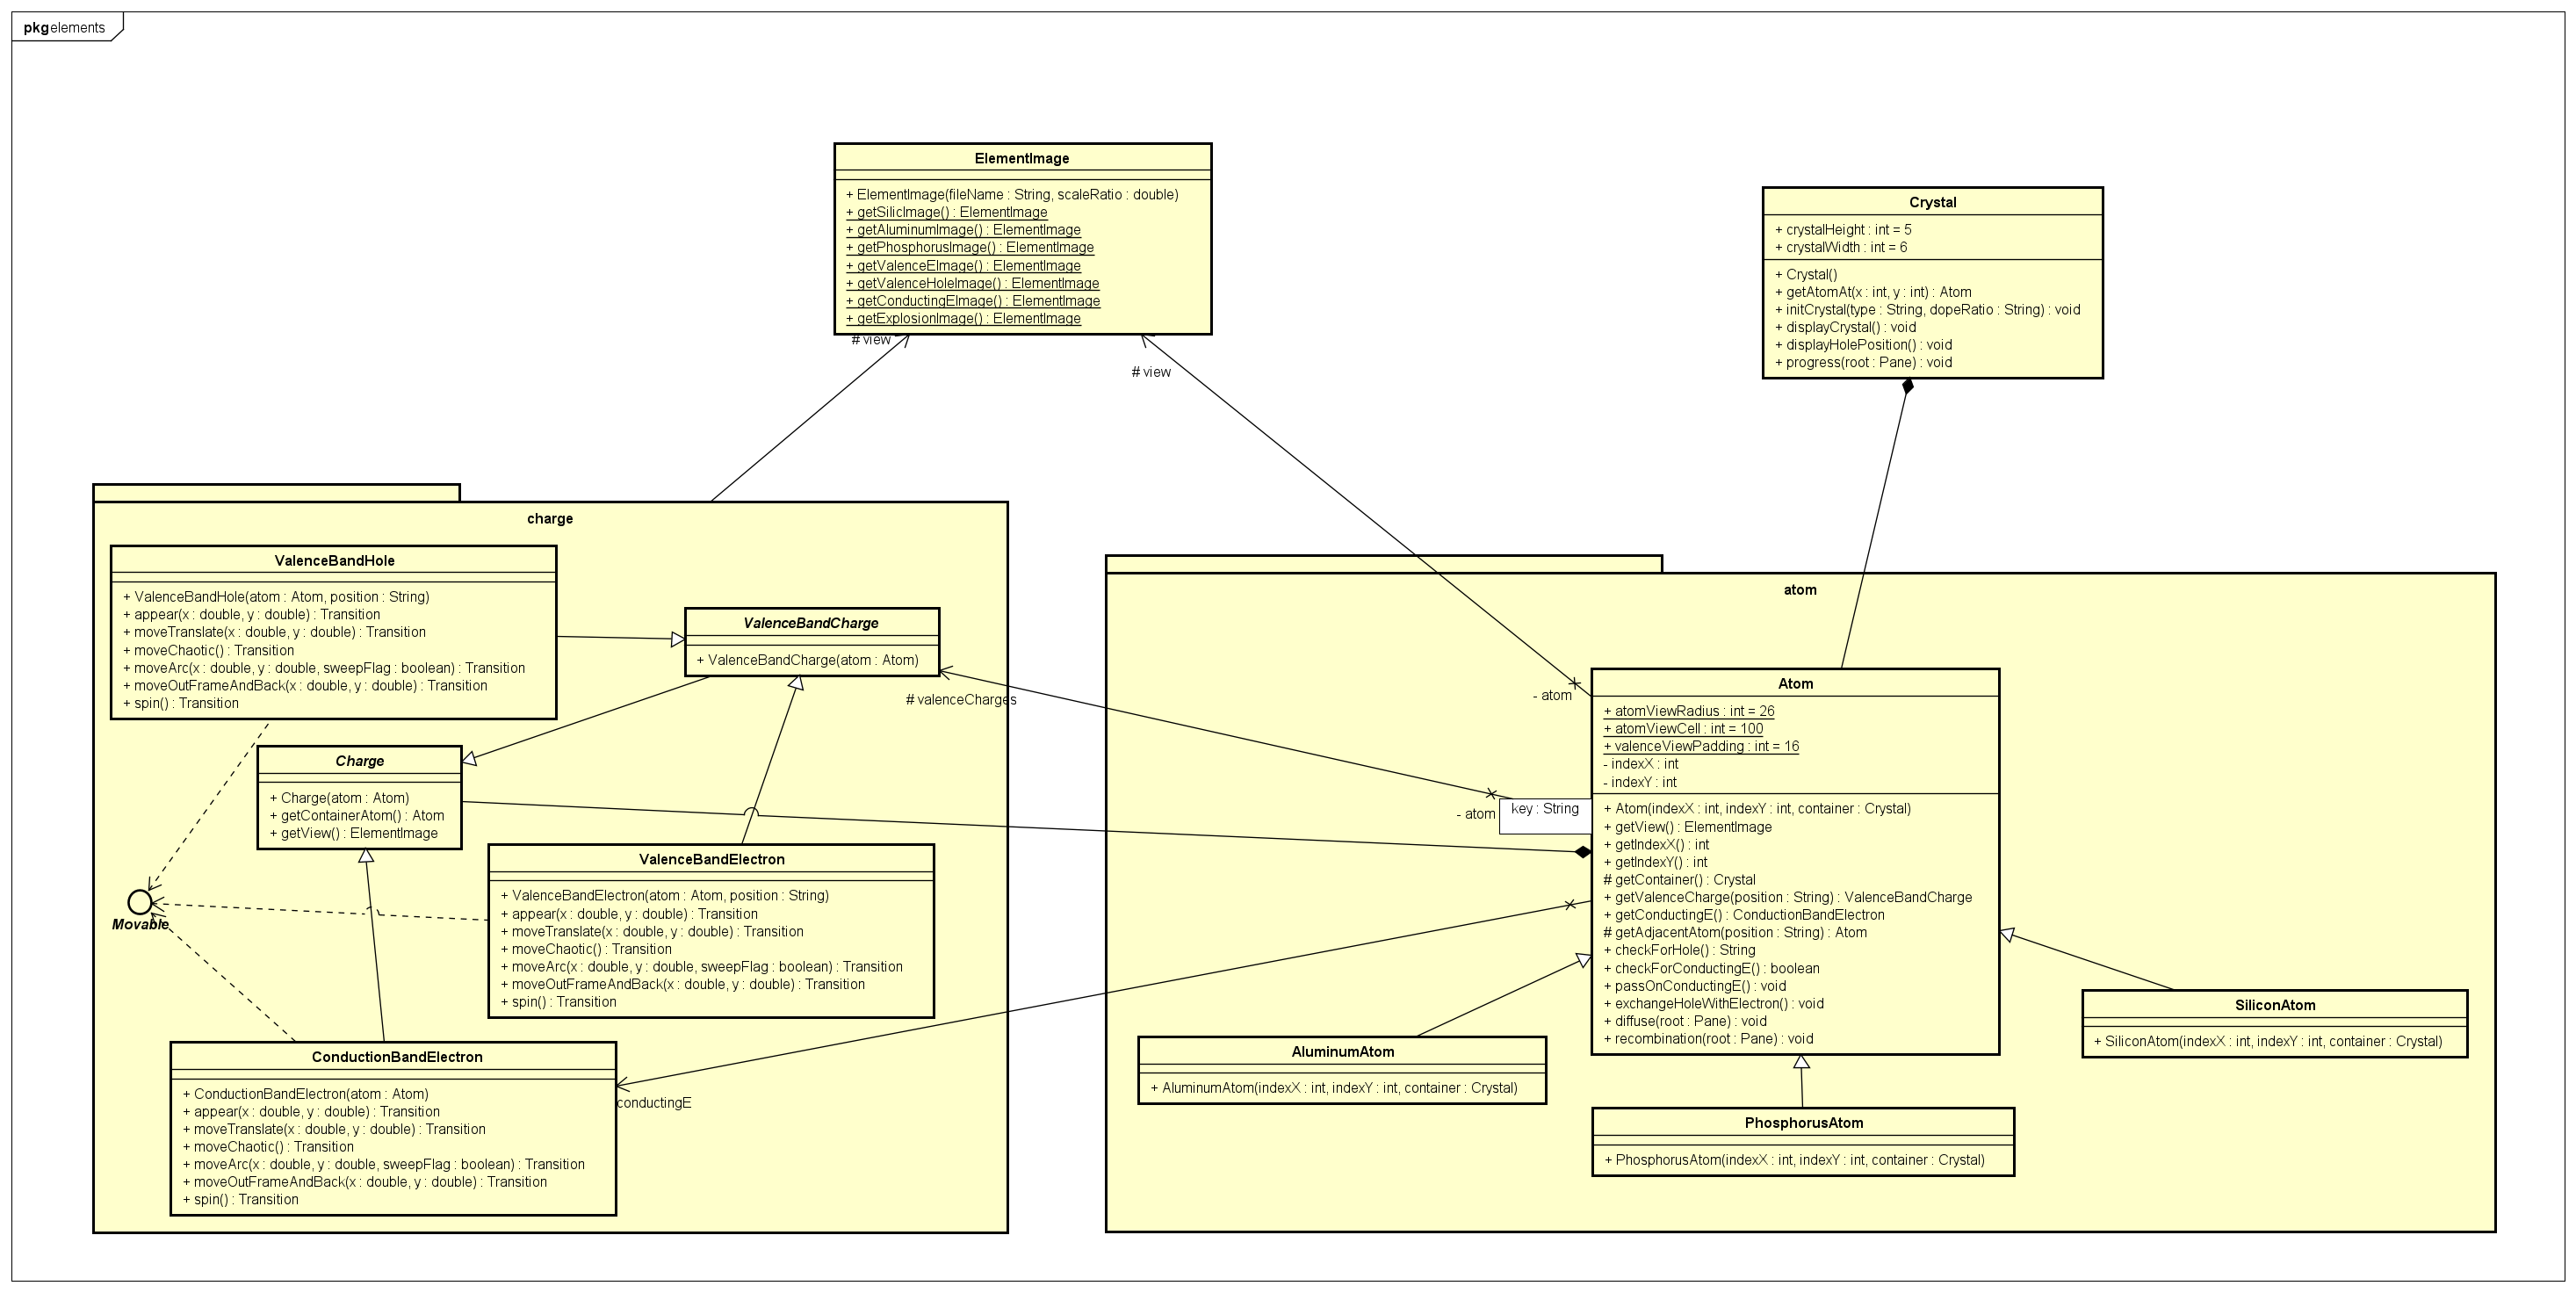 pkg elements
ElementImage
+ ElementImage(fileName : String, scaleRatio : double)
+ getSilicImage() : ElementImage
+ getAluminumImage() : ElementImage
+ getPhosphorusImage() : ElementImage
+ getValenceEImage() : ElementImage
+ getValenceHoleImage() : ElementImage
+ getConductingEImage() : ElementImage
+ getExplosionImage() : ElementImage
# view
# view
Crystal
+ crystalHeight : int = 5
+ crystalWidth : int = 6
+ Crystal()
+ getAtomAt(x : int, y : int) : Atom
+ initCrystal(type : String, dopeRatio : String) : void
+ displayCrystal() : void
+ displayHolePosition() : void
+ progress(root : Pane) : void
charge
ValenceBandHole
+ ValenceBandHole(atom : Atom, position : String)
+ appear(x : double, y : double) : Transition
+ moveTranslate(x : double, y : double) : Transition
+ moveChaotic() : Transition
+ moveArc(x : double, y : double, sweepFlag : boolean) : Transition
+ moveOutFrameAndBack(x : double, y : double) : Transition
+ spin() : Transition
ValenceBandCharge
+ ValenceBandCharge(atom : Atom)
# valenceCharges
Charge
+ Charge(atom : Atom)
+ getContainerAtom() : Atom
+ getView() : ElementImage
Movable
ValenceBandElectron
+ ValenceBandElectron(atom : Atom, position : String)
+ appear(x : double, y : double) : Transition
+ moveTranslate(x : double, y : double) : Transition
+ moveChaotic() : Transition
+ moveArc(x : double, y : double, sweepFlag : boolean) : Transition
+ moveOutFrameAndBack(x : double, y : double) : Transition
+ spin() : Transition
ConductionBandElectron
+ ConductionBandElectron(atom : Atom)
+ appear(x : double, y : double) : Transition
+ moveTranslate(x : double, y : double) : Transition
+ moveChaotic() : Transition
+ moveArc(x : double, y : double, sweepFlag : boolean) : Transition
+ moveOutFrameAndBack(x : double, y : double) : Transition
+ spin() : Transition
conductingE
atom
- atom
- atom
key : String
Atom
+ atomViewRadius : int = 26
+ atomViewCell : int = 100
+ valenceViewPadding : int = 16
- indexX : int
- indexY : int
+ Atom(indexX : int, indexY : int, container : Crystal)
+ getView() : ElementImage
+ getIndexX() : int
+ getIndexY() : int
# getContainer() : Crystal
+ getValenceCharge(position : String) : ValenceBandCharge
+ getConductingE() : ConductionBandElectron
# getAdjacentAtom(position : String) : Atom
+ checkForHole() : String
+ checkForConductingE() : boolean
+ passOnConductingE() : void
+ exchangeHoleWithElectron() : void
+ diffuse(root : Pane) : void
+ recombination(root : Pane) : void
AluminumAtom
+ AluminumAtom(indexX : int, indexY : int, container : Crystal)
SiliconAtom
+ SiliconAtom(indexX : int, indexY : int, container : Crystal)
PhosphorusAtom
+ PhosphorusAtom(indexX : int, indexY : int, container : Crystal)